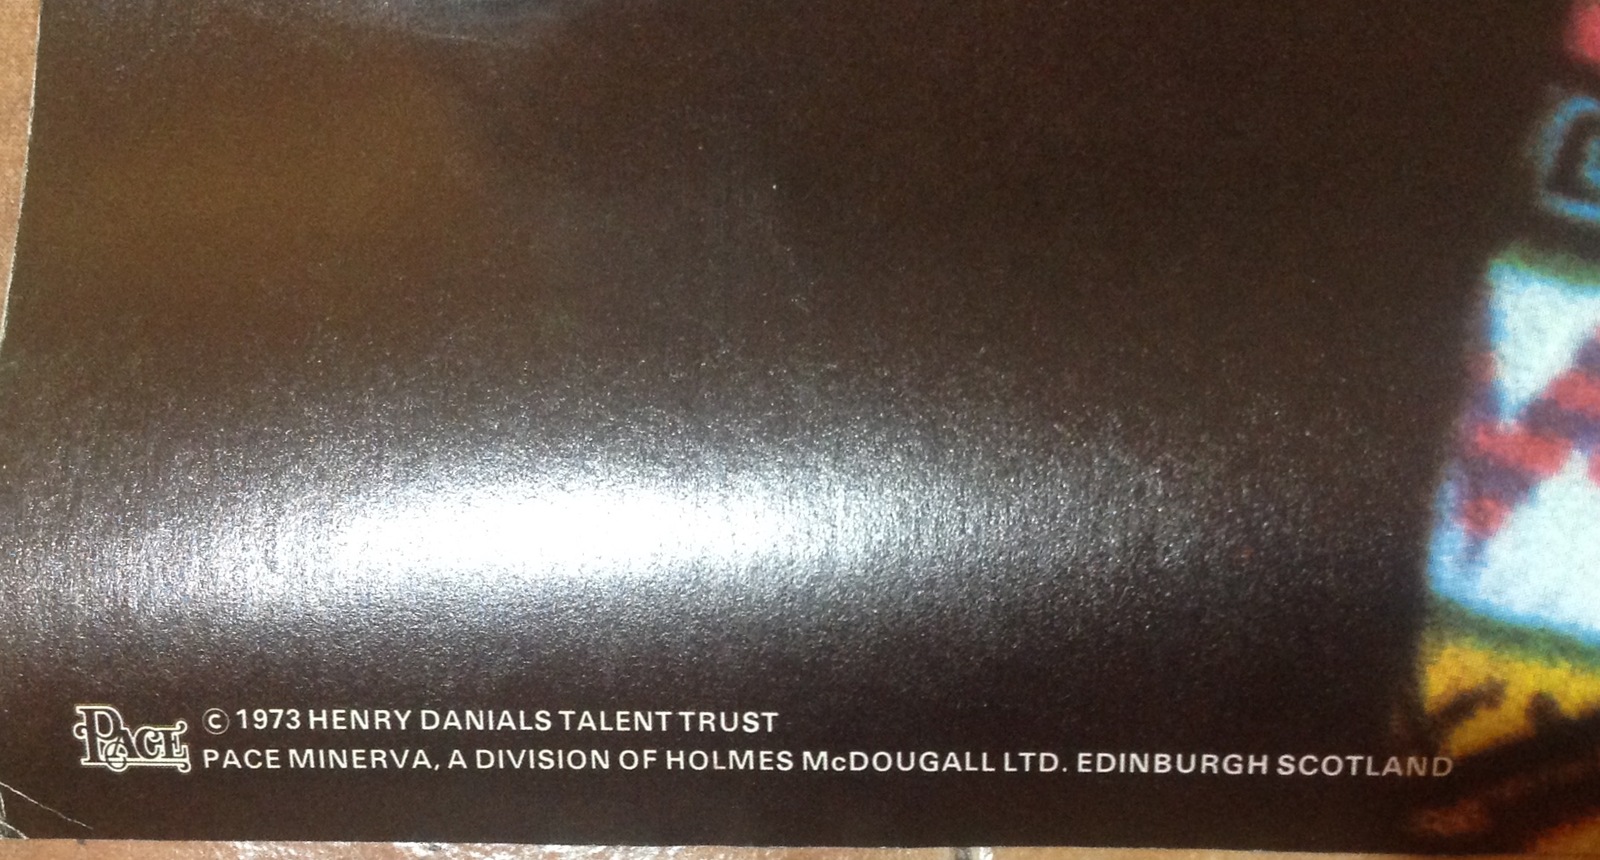 PACE © 1973 HENRY DANIALS TALENT TRUST
PACE MINERVA, A DIVISION OF HOLMES McDOUGALL LTD. EDINBURGH SCOTLAND